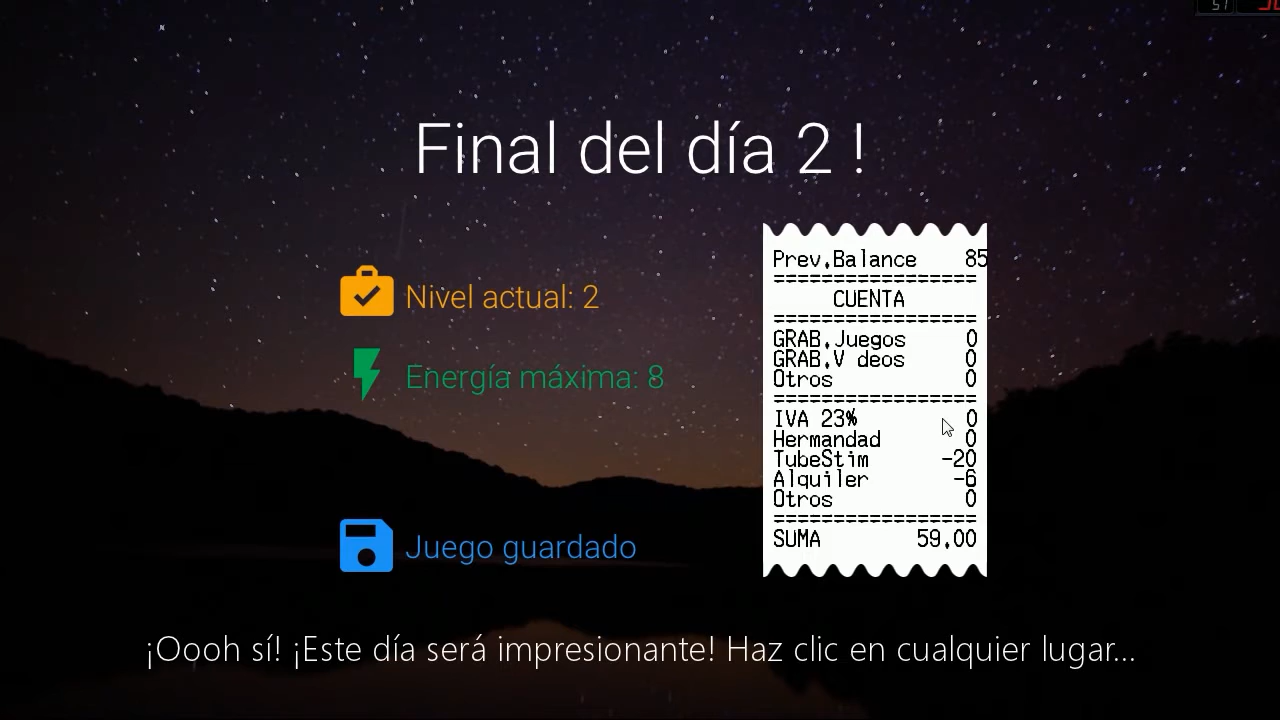 Final del día 2 !
Nivel actual: 2
Energía máxima: 8
Juego guardado
Prev.Balance 85
=================
CUENTA
=================
GRAB.Juegos 0
GRAB.V deos 0
Otros 0
=================
IVA 23% 0
Hermandad 0
TubeStim -20
Alquiler -6
Otros 0
=================
SUMA 59.00
¡Oooh sí! ¡Este día será impresionante! Haz clic en cualquier lugar...